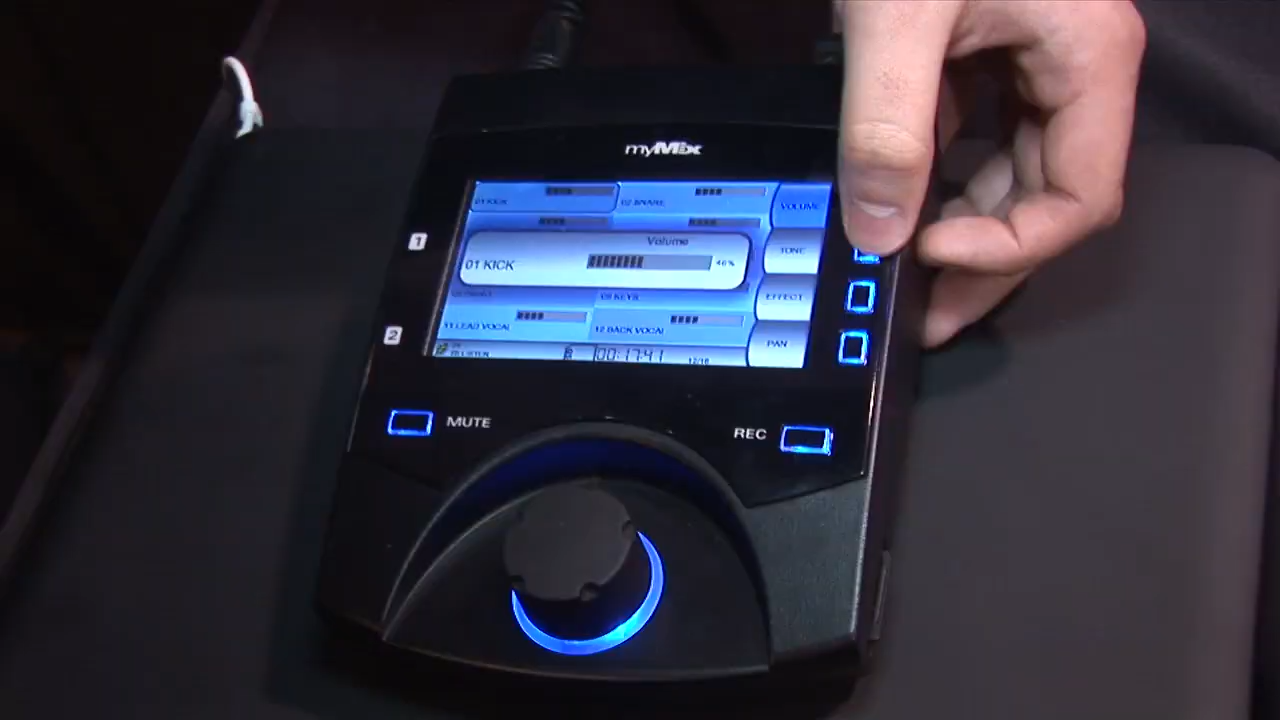 myMix
01 KICK
02 SNARE
VOLUME
1
Volume
TONE
01 KICK
46%
09 KEYS
EFFECT
2
11 LEAD VOCAL
12 BACK VOCAL
PAN
00:17:41
12/16
MUTE
REC